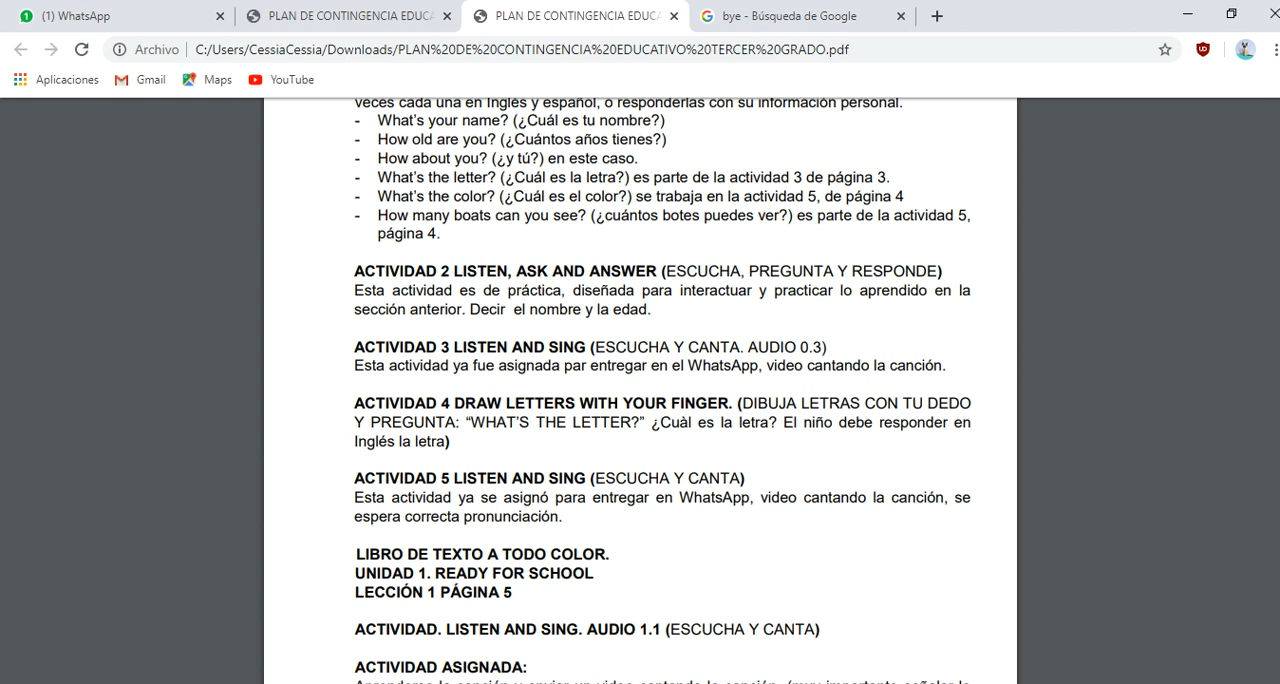 (1) WhatsApp
PLAN DE CONTINGENCIA EDUCA
PLAN DE CONTINGENCIA EDUCA
bye - Búsqueda de Google
Archivo
C:/Users/CessiaCessia/Downloads/PLAN%20DE%20CONTINGENCIA%20EDUCATIVO%20TERCER%20GRADO.pdf
Aplicaciones
Gmail
Maps
YouTube
veces cada una en Inglés y español, o responderlas con su información personal.
- What's your name? (¿Cuál es tu nombre?)
- How old are you? (¿Cuántos años tienes?)
- How about you? (¿y tú?) en este caso.
- What's the letter? (¿Cuál es la letra?) es parte de la actividad 3 de página 3.
- What's the color? (¿Cuál es el color?) se trabaja en la actividad 5, de página 4
- How many boats can you see? (¿cuántos botes puedes ver?) es parte de la actividad 5,
página 4.
ACTIVIDAD 2 LISTEN, ASK AND ANSWER (ESCUCHA, PREGUNTA Y RESPONDE)
Esta actividad es de práctica, diseñada para interactuar y practicar lo aprendido en la
sección anterior. Decir el nombre y la edad.
ACTIVIDAD 3 LISTEN AND SING (ESCUCHA Y CANTA. AUDIO 0.3)
Esta actividad ya fue asignada par entregar en el WhatsApp, video cantando la canción.
ACTIVIDAD 4 DRAW LETTERS WITH YOUR FINGER. (DIBUJA LETRAS CON TU DEDO
Y PREGUNTA: “WHAT'S THE LETTER?” ¿Cuàl es la letra? El niño debe responder en
Inglés la letra)
ACTIVIDAD 5 LISTEN AND SING (ESCUCHA Y CANTA)
Esta actividad ya se asignó para entregar en WhatsApp, video cantando la canción, se
espera correcta pronunciación.
LIBRO DE TEXTO A TODO COLOR.
UNIDAD 1. READY FOR SCHOOL
LECCIÓN 1 PÁGINA 5
ACTIVIDAD. LISTEN AND SING. AUDIO 1.1 (ESCUCHA Y CANTA)
ACTIVIDAD ASIGNADA: